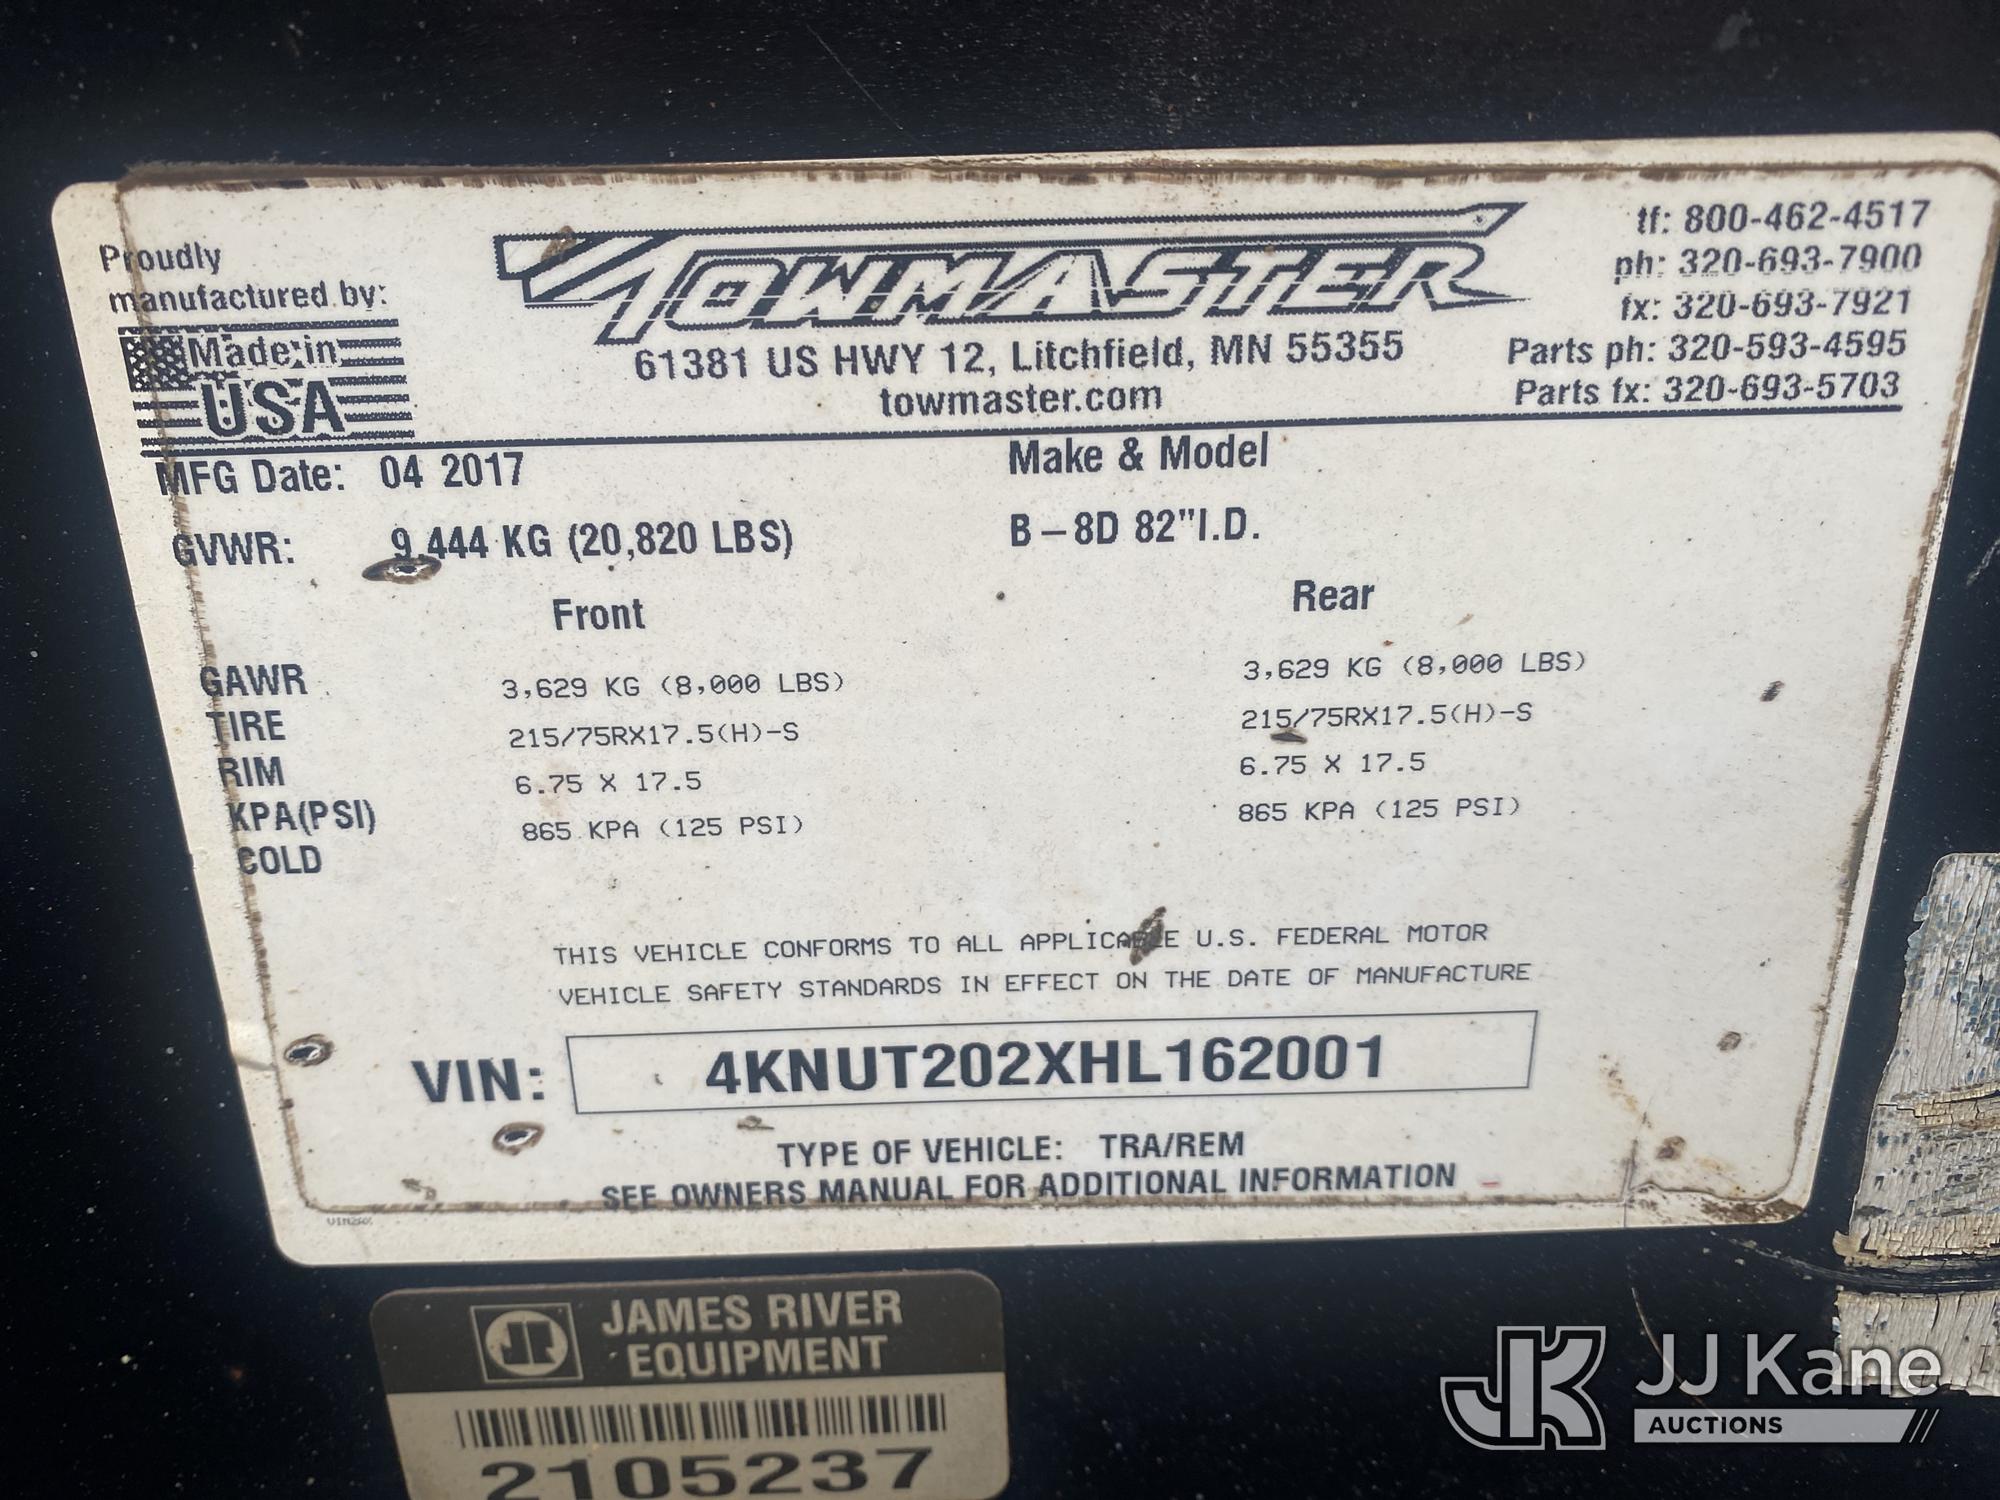 Proudly
manufactured by:
Made in
USA
TOWMASTER
61381 US HWY 12, Litchfield, MN 55355
towmaster.com
tf: 800-462-4517
ph: 320-693-7900
fx: 320-693-7921
Parts ph: 320-593-4595
Parts fx: 320-693-5703
MFG Date: 04 2017
Make & Model
GVWR: 9,444 KG (20,820 LBS)
B-8D 82"I.D.
Front Rear
GAWR 3,629 KG (8,000 LBS) 3,629 KG (8,000 LBS)
TIRE 215/75RX17.5(H)-S 215/75RX17.5(H)-S
RIM 6.75 X 17.5 6.75 X 17.5
KPA(PSI) 865 KPA (125 PSI) 865 KPA (125 PSI)
COLD
THIS VEHICLE CONFORMS TO ALL APPLICABLE U.S. FEDERAL MOTOR
VEHICLE SAFETY STANDARDS IN EFFECT ON THE DATE OF MANUFACTURE
VIN: 4KNUT202XHL162001
TYPE OF VEHICLE: TRA/REM
SEE OWNERS MANUAL FOR ADDITIONAL INFORMATION
JR JAMES RIVER
EQUIPMENT
2105237
JK JJ Kane
AUCTIONS